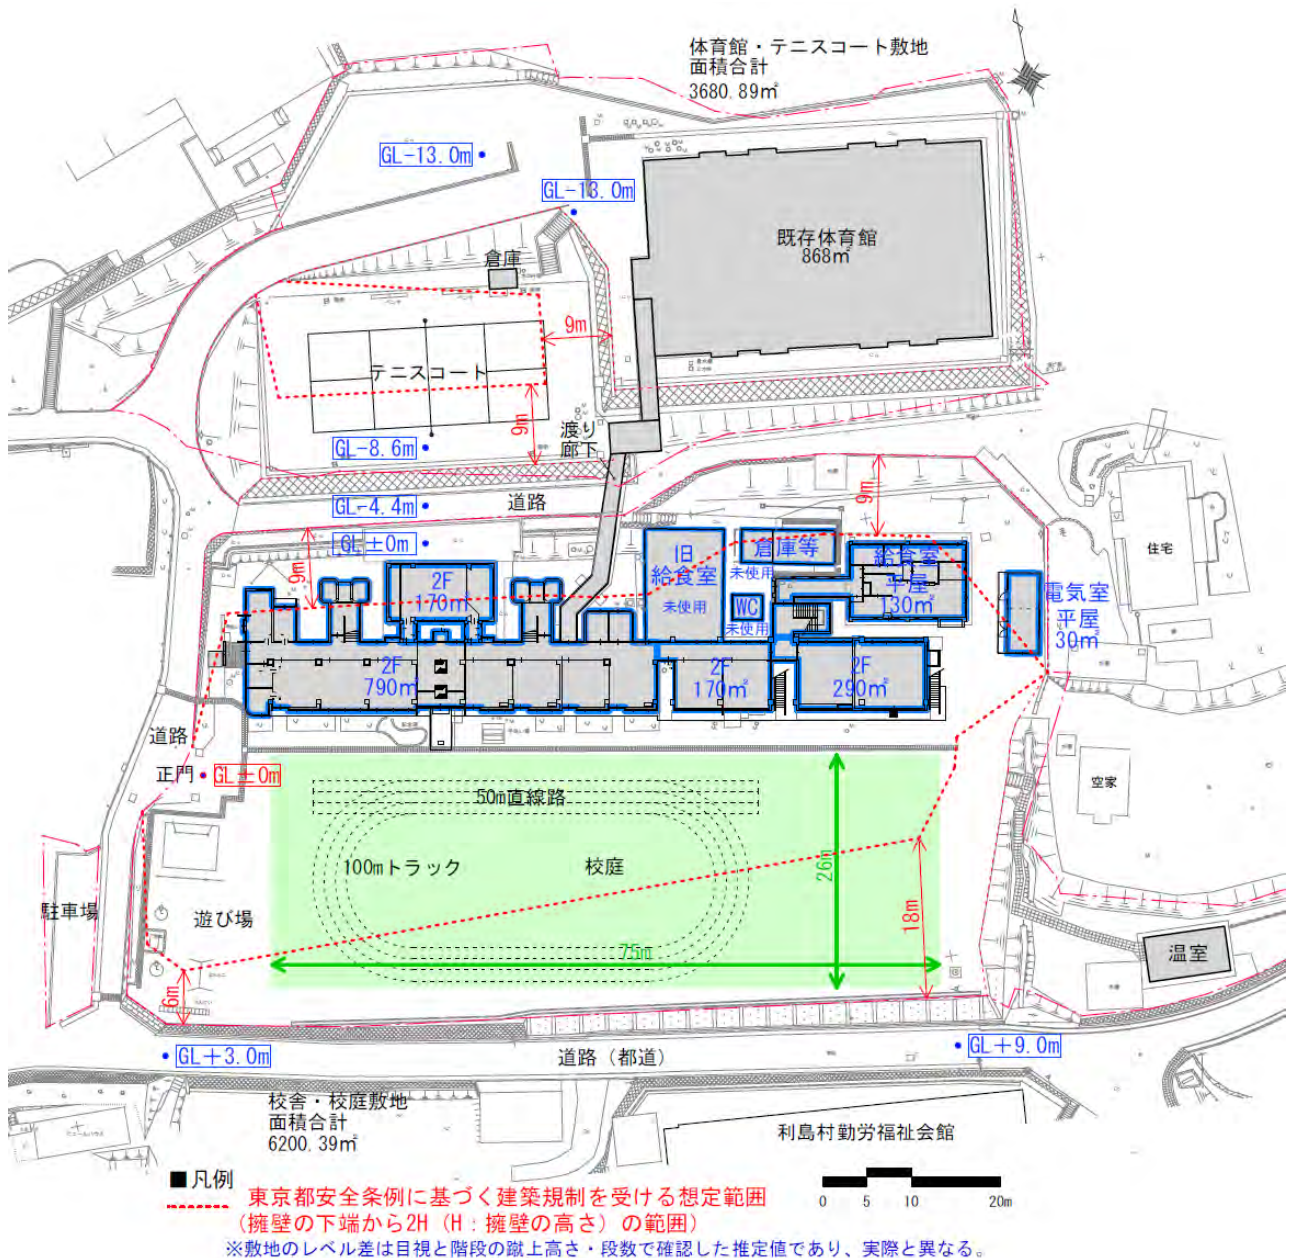 体育館・テニスコート敷地
面積合計
3680.89㎡
GL-13.0m
GL-13.0m
既存体育館
868㎡
倉庫
9m
テニスコート
9m
渡り
廊下
GL-8.6m
道路
GL-4.4m
GL±0m
9m
9m
住宅
旧
給食室
未使用
倉庫等
未使用
WC
未使用
給食室
平屋
130㎡
電気室
平屋
30㎡
2F
170㎡
2F
790㎡
2F
170㎡
2F
290㎡
道路
正門
GL±0m
50m直線路
100mトラック
校庭
26m
75m
18m
空家
駐車場
遊び場
6m
温室
GL+3.0m
道路（都道）
GL+9.0m
校舎・校庭敷地
面積合計
6200.39㎡
利島村勤労福祉会館
■凡例
東京都安全条例に基づく建築規制を受ける想定範囲
（擁壁の下端から2H（H：擁壁の高さ）の範囲）
0 5 10 20m
※敷地のレベル差は目視と階段の蹴上高さ・段数で確認した推定値であり、実際と異なる。